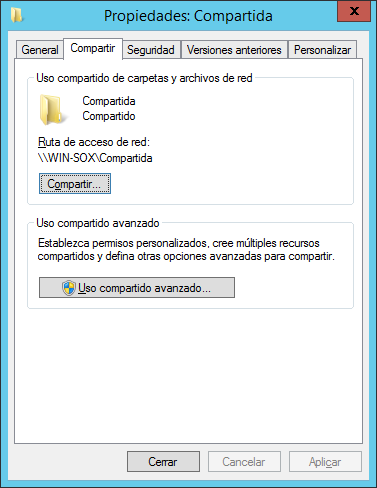 Propiedades: Compartida
x
General
Compartir
Seguridad
Versiones anteriores
Personalizar
Uso compartido de carpetas y archivos de red
Compartida
Compartido
Ruta de acceso de red:
\\WIN-SOX\Compartida
Compartir...
Uso compartido avanzado
Establezca permisos personalizados, cree múltiples recursos
compartidos y defina otras opciones avanzadas para compartir.
Uso compartido avanzado...
Cerrar
Cancelar
Aplicar